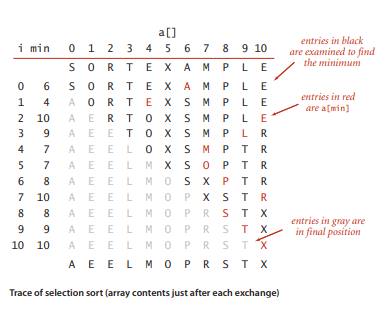 a[]
i min 0 1 2 3 4 5 6 7 8 9 10
S O R T E X A M P L E
0 6 S O R T E X A M P L E
1 4 A O R T E X S M P L E
2 10 A E R T O X S M P L E
3 9 A E E T O X S M P L R
4 7 A E E L O X S M P T R
5 7 A E E L M X S O P T R
6 8 A E E L M O S X P T R
7 10 A E E L M O P X S T R
8 8 A E E L M O P R S T X
9 9 A E E L M O P R S T X
10 10 A E E L M O P R S T X
A E E L M O P R S T X
entries in black
are examined to find
the minimum
entries in red
are a[min]
entries in gray are
in final position
Trace of selection sort (array contents just after each exchange)